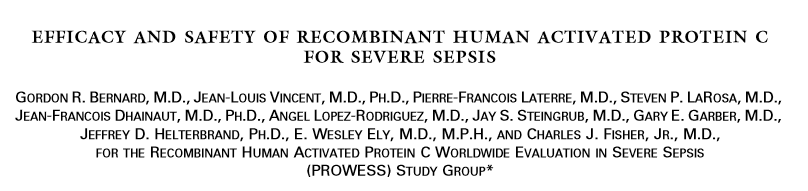 EFFICACY AND SAFETY OF RECOMBINANT HUMAN ACTIVATED PROTEIN C
FOR SEVERE SEPSIS
GORDON R. BERNARD, M.D., JEAN-LOUIS VINCENT, M.D., PH.D., PIERRE-FRANCOIS LATERRE, M.D., STEVEN P. LAROSA, M.D.,
JEAN-FRANCOIS DHAINAUT, M.D., PH.D., ANGEL LOPEZ-RODRIGUEZ, M.D., JAY S. STEINGRUB, M.D., GARY E. GARBER, M.D.,
JEFFREY D. HELTERBRAND, PH.D., E. WESLEY ELY, M.D., M.P.H., AND CHARLES J. FISHER, JR., M.D.,
FOR THE RECOMBINANT HUMAN ACTIVATED PROTEIN C WORLDWIDE EVALUATION IN SEVERE SEPSIS
(PROWESS) STUDY GROUP*